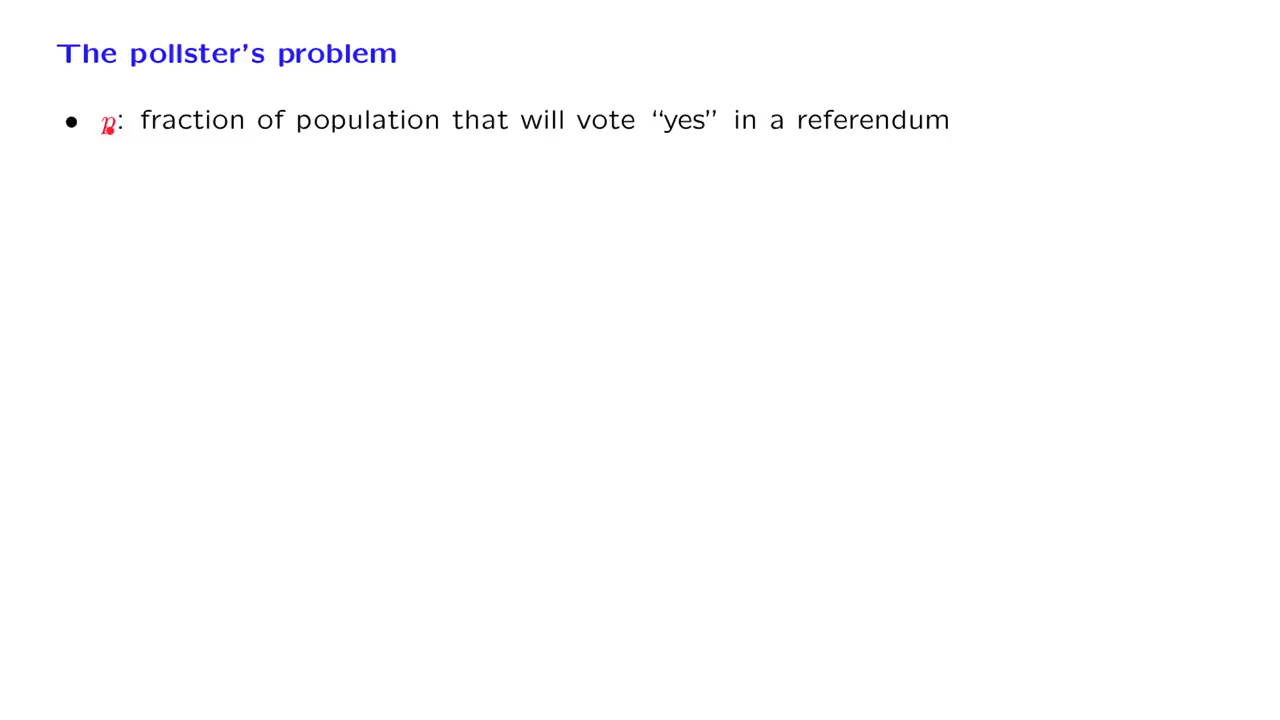 The pollster's problem
• p: fraction of population that will vote “yes” in a referendum